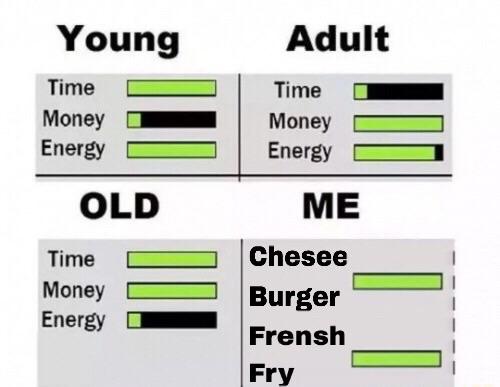 Young
Adult
Time
Money
Energy
Time
Money
Energy
OLD
ME
Time
Money
Energy
Chesee
Burger
Frensh
Fry